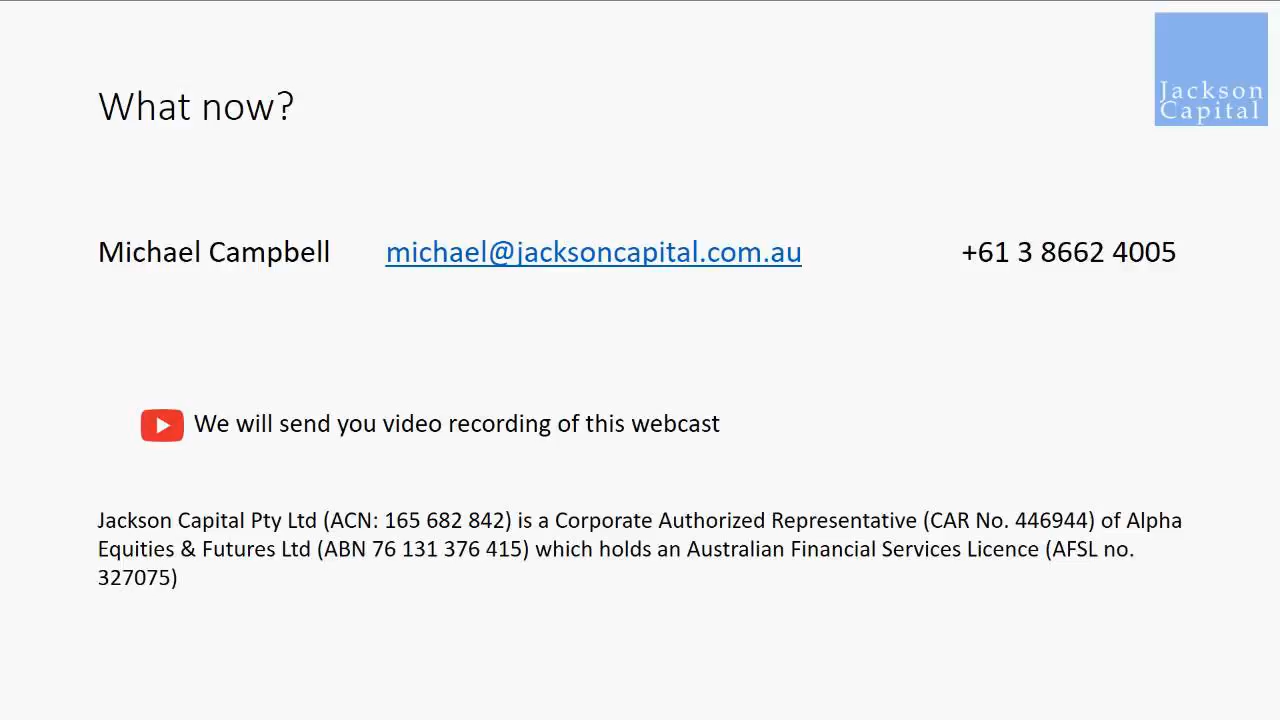 Jackson
Capital
What now?
Michael Campbell michael@jacksoncapital.com.au +61 3 8662 4005
We will send you video recording of this webcast
Jackson Capital Pty Ltd (ACN: 165 682 842) is a Corporate Authorized Representative (CAR No. 446944) of Alpha
Equities & Futures Ltd (ABN 76 131 376 415) which holds an Australian Financial Services Licence (AFSL no.
327075)